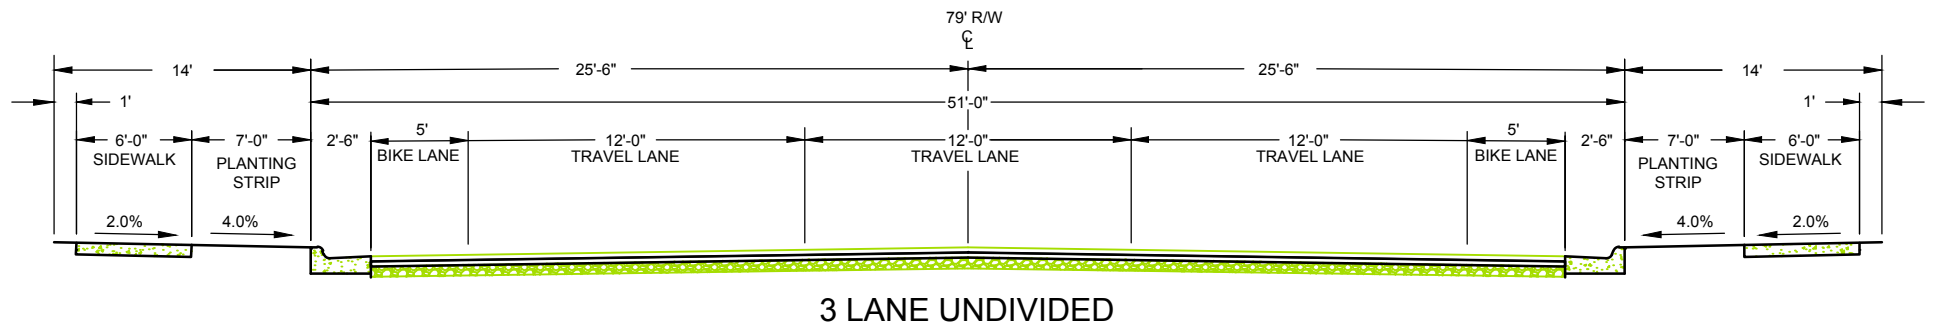 79' R/W
℄
14' 25'-6" 25'-6" 14'
1' 51'-0" 1'
6'-0" 7'-0" 2'-6" 5' 12'-0" 12'-0" 12'-0" 5' 2'-6" 7'-0" 6'-0"
SIDEWALK PLANTING BIKE LANE TRAVEL LANE TRAVEL LANE TRAVEL LANE BIKE LANE PLANTING SIDEWALK
STRIP STRIP
2.0% 4.0% 4.0% 2.0%
3 LANE UNDIVIDED